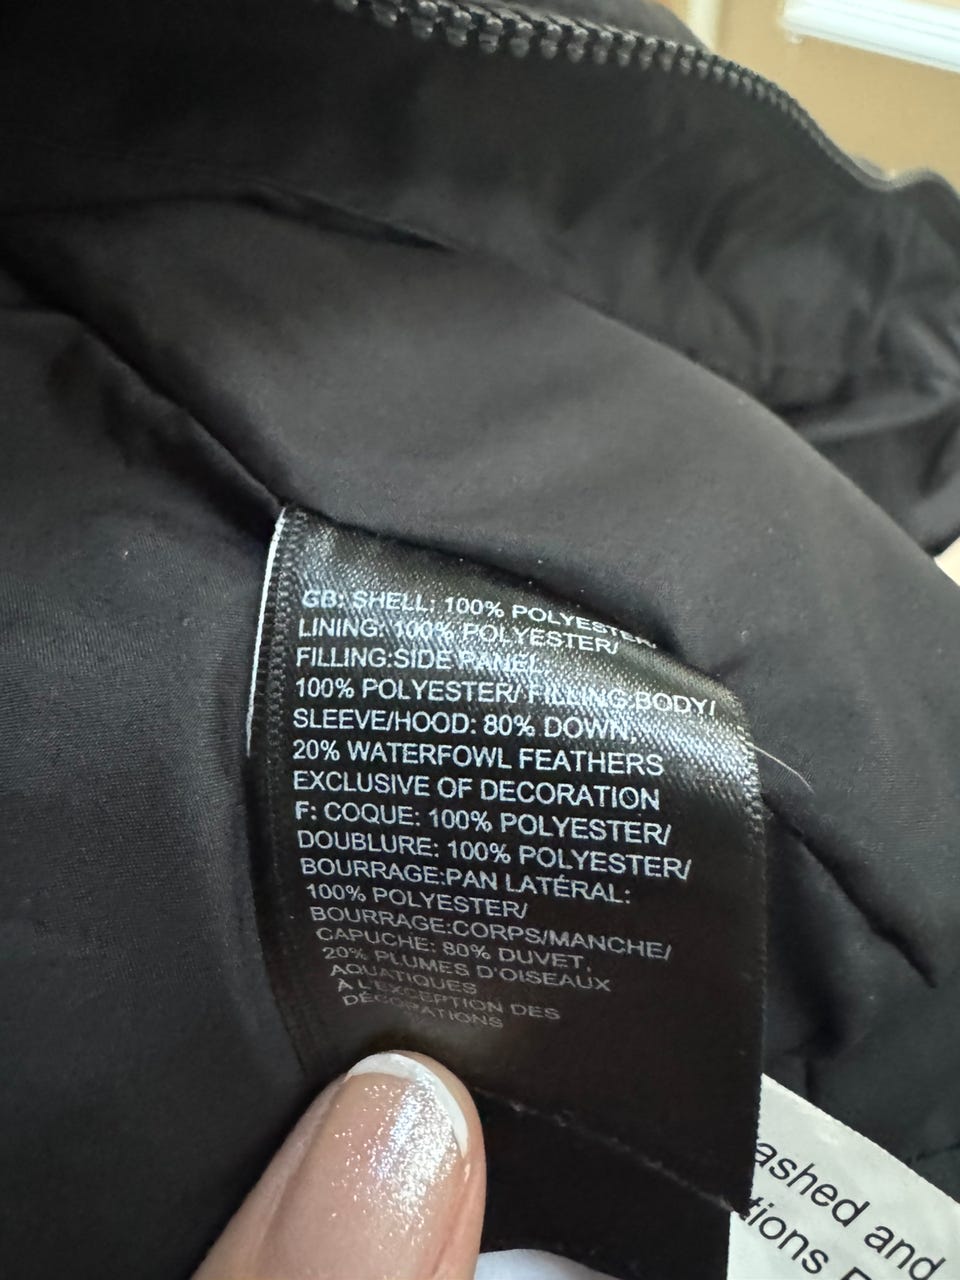 GB: SHELL: 100% POLYESTER/
LINING: 100% POLYESTER/
FILLING:SIDE PANEL:
100% POLYESTER/ FILLING:BODY/
SLEEVE/HOOD: 80% DOWN,
20% WATERFOWL FEATHERS
EXCLUSIVE OF DECORATION
F: COQUE: 100% POLYESTER/
DOUBLURE: 100% POLYESTER/
BOURRAGE:PAN LATÉRAL:
100% POLYESTER/
BOURRAGE:CORPS/MANCHE/
CAPUCHE: 80% DUVET,
20% PLUMES D'OISEAUX
AQUATIQUES
À L'EXCEPTION DES
DÉCORATIONS
ashed and
tions